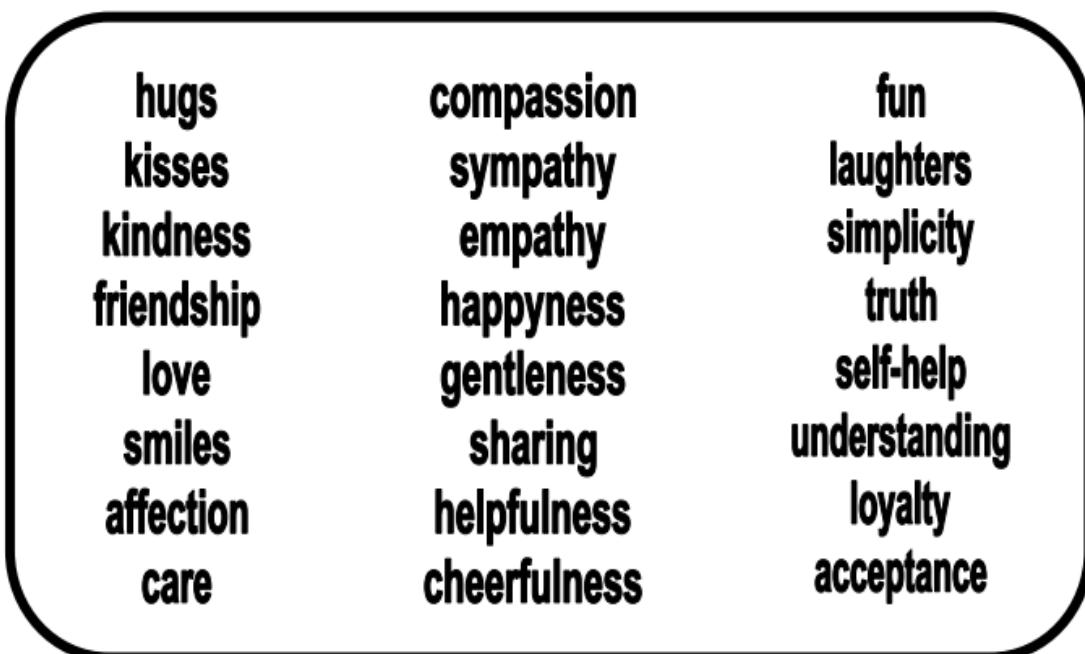 hugs
kisses
kindness
friendship
love
smiles
affection
care
compassion
sympathy
empathy
happyness
gentleness
sharing
helpfulness
cheerfulness
fun
laughters
simplicity
truth
self-help
understanding
loyalty
acceptance